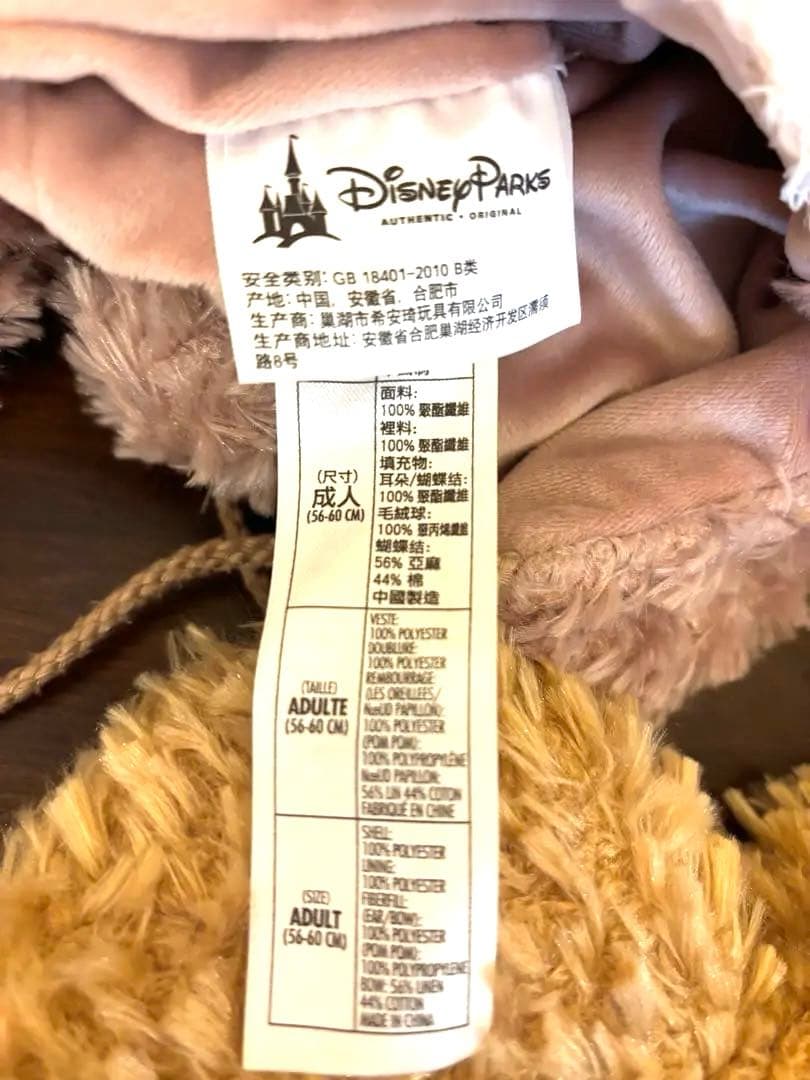 DISNEY PARKS
AUTHENTIC • ORIGINAL
安全类别: GB 18401-2010 B类
产地: 中国, 安徽省, 合肥市
生产商: 巢湖市希安琦玩具有限公司
生产商地址: 安徽省合肥巢湖经济开发区濡须
路8号
(尺寸)
成人
(56-60 CM)
面料:
100% 聚酯纖維
裡料:
100% 聚酯纖維
填充物:
耳朵/蝴蝶结:
100% 聚酯纖維
毛絨球:
100% 聚丙烯纖維
蝴蝶结:
56% 亞麻
44% 棉
中國製造
(TAILLE)
ADULTE
(56-60 CM)
VESTE:
100% POLYESTER
DOUBLURE:
100% POLYESTER
REMBOURRAGE:
(LES OREILLES/
NœUD PAPILLON:
100% POLYESTER
(POM POM):
100% POLYPROPYLÈNE
NœUD PAPILLON:
56% LIN 44% COTON
FABRIQUÉ EN CHINE
(SIZE)
ADULT
(56-60 CM)
SHELL:
100% POLYESTER
LINING:
100% POLYESTER
FIBERFILL:
(EAR/BOW):
100% POLYESTER
(POM POM):
100% POLYPROPYLENE
BOW: 56% LINEN
44% COTTON
MADE IN CHINA